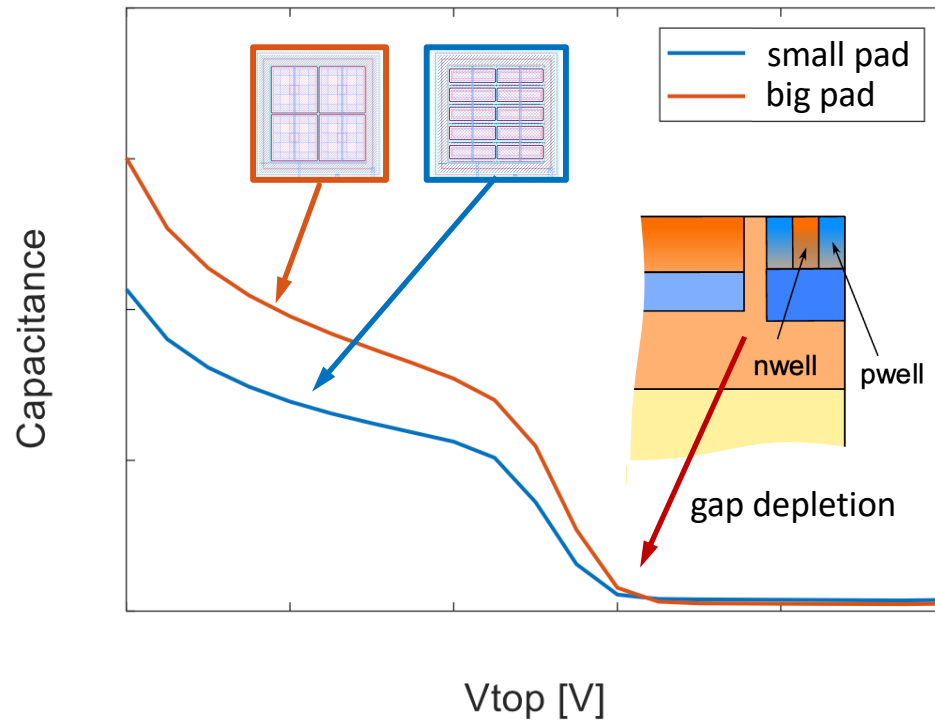 small pad
big pad
Capacitance
nwell
pwell
gap depletion
Vtop [V]